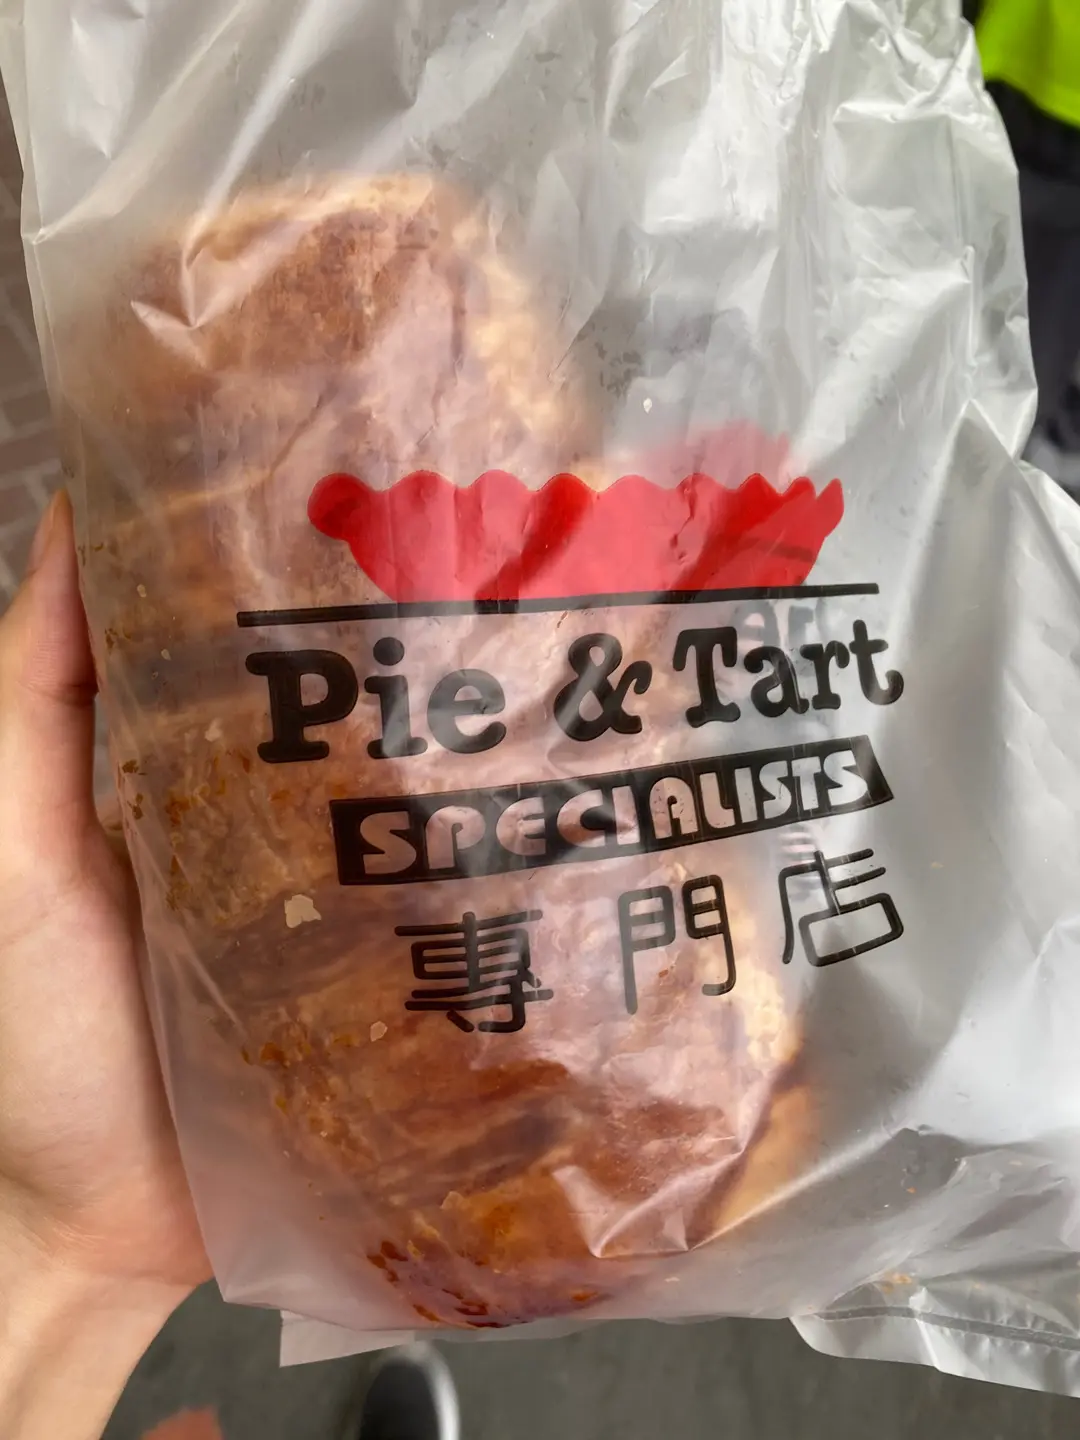 Pie & Tart
SPECIALISTS
專門店